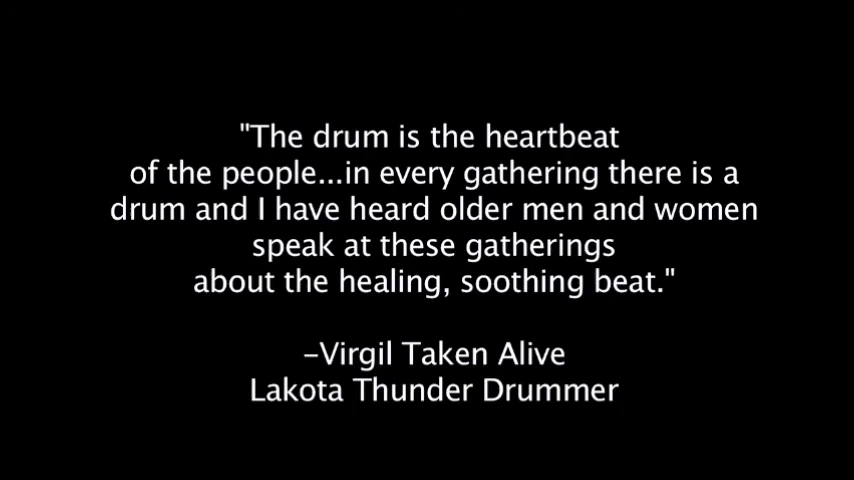 "The drum is the heartbeat
of the people...in every gathering there is a
drum and I have heard older men and women
speak at these gatherings
about the healing, soothing beat."
–Virgil Taken Alive
Lakota Thunder Drummer